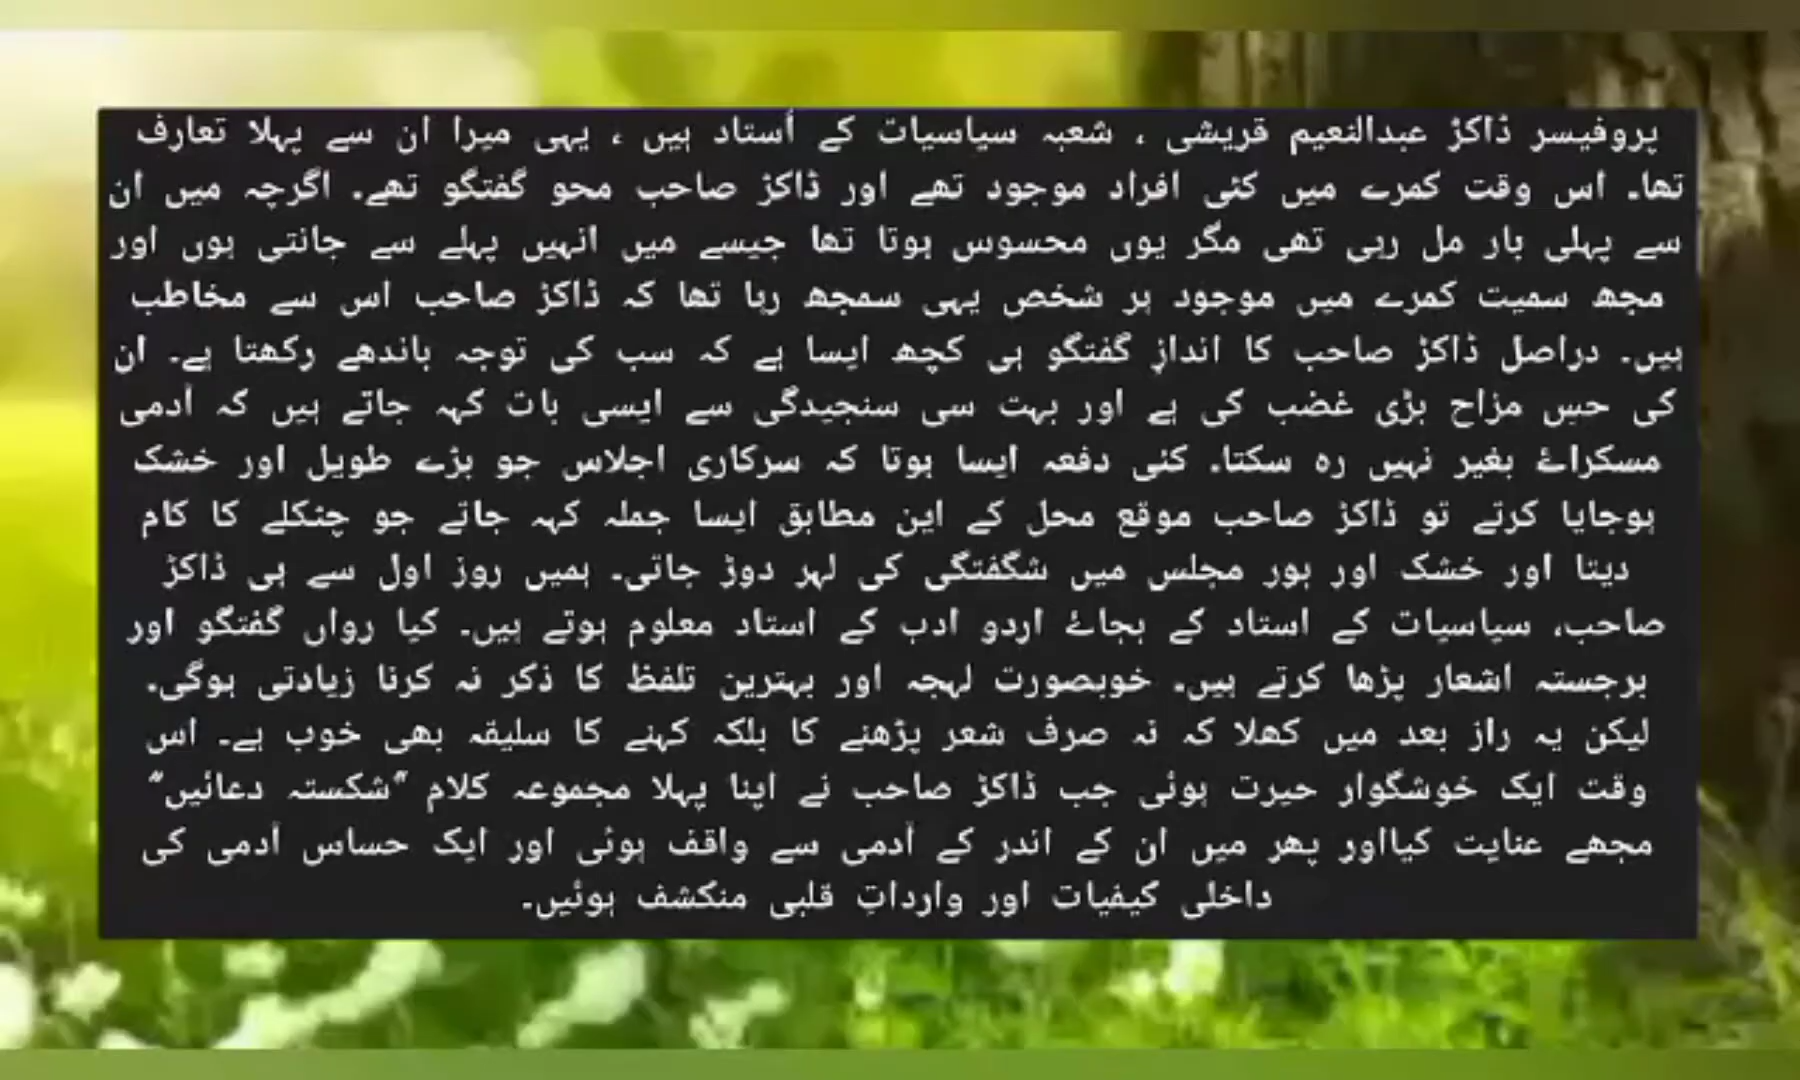 پروفیسر ڈاکڑ عبدالنعیم قریشی ، شعبہ سیاسیات کے اُستاد ہیں ، یہی میرا ان سے پہلا تعارف
تھا۔ اس وقت کمرے میں کئی افراد موجود تھے اور ڈاکڑ صاحب محو گفتگو تھے۔ اگرچہ میں ان
سے پہلی بار مل رہی تھی مگر یوں محسوس ہوتا تھا جیسے میں انہیں پہلے سے جانتی ہوں اور
مجھ سمیت کمرے میں موجود ہر شخص یہی سمجھ رہا تھا کہ ڈاکڑ صاحب اس سے مخاطب
ہیں۔ دراصل ڈاکڑ صاحب کا اندازِ گفتگو ہی کچھ ایسا ہے کہ سب کی توجہ باندھے رکھتا ہے۔ ان
کی حسِ مزاح بڑی غضب کی ہے اور بہت سی سنجیدگی سے ایسی بات کہہ جاتے ہیں کہ آدمی
مسکرائے بغیر نہیں رہ سکتا۔ کئی دفعہ ایسا ہوتا کہ سرکاری اجلاس جو بڑے طویل اور خشک
ہوجایا کرتے تو ڈاکڑ صاحب موقع محل کے این مطابق ایسا جملہ کہہ جاتے جو چٹکلے کا کام
دیتا اور خشک اور بور مجلس میں شگفتگی کی لہر دوڑ جاتی۔ ہمیں روز اول سے ہی ڈاکڑ
صاحب، سیاسیات کے استاد کے بجائے اردو ادب کے استاد معلوم ہوتے ہیں۔ کیا رواں گفتگو اور
برجستہ اشعار پڑھا کرتے ہیں۔ خوبصورت لہجہ اور بہترین تلفظ کا ذکر نہ کرنا زیادتی ہوگی۔
لیکن یہ راز بعد میں کھلا کہ نہ صرف شعر پڑھنے کا بلکہ کہنے کا سلیقہ بھی خوب ہے۔ اس
وقت ایک خوشگوار حیرت ہوئی جب ڈاکڑ صاحب نے اپنا پہلا مجموعہ کلام “شکستہ دعائیں”
مجھے عنایت کیااور پھر میں ان کے اندر کے آدمی سے واقف ہوئی اور ایک حساس آدمی کی
داخلی کیفیات اور وارداتِ قلبی منکشف ہوئیں۔